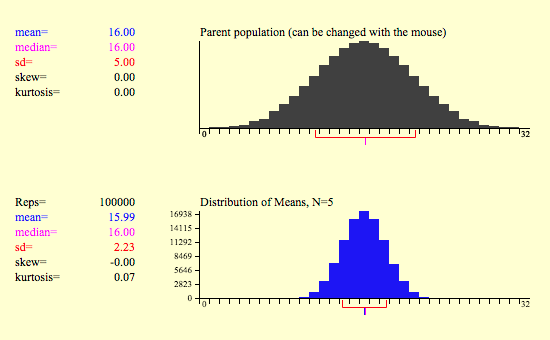 mean= 16.00
median= 16.00
sd= 5.00
skew= 0.00
kurtosis= 0.00
Parent population (can be changed with the mouse)
0 32
Reps= 100000
mean= 15.99
median= 16.00
sd= 2.23
skew= -0.00
kurtosis= 0.07
Distribution of Means, N=5
16938
14115
11292
8469
5646
2823
0
0 32